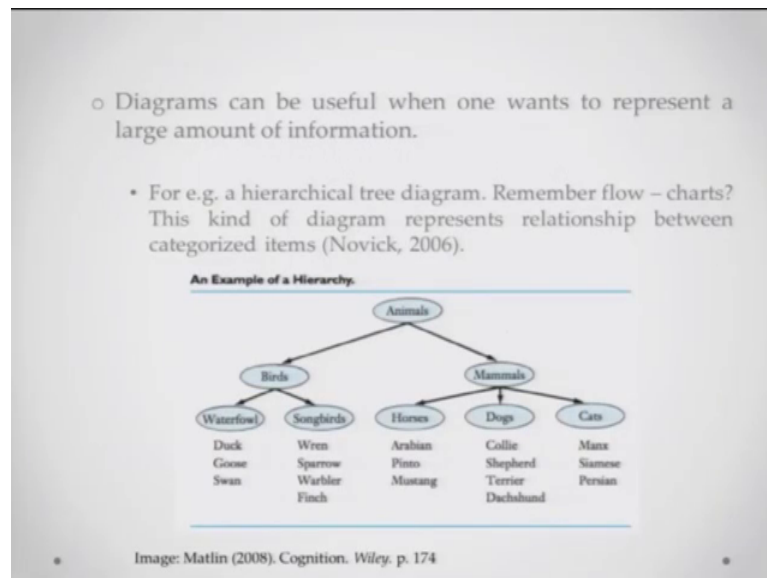 o Diagrams can be useful when one wants to represent a
large amount of information.
• For e.g. a hierarchical tree diagram. Remember flow – charts?
This kind of diagram represents relationship between
categorized items (Novick, 2006).
An Example of a Hierarchy.
Animals
Birds Mammals
Waterfowl Songbirds Horses Dogs Cats
Duck Wren Arabian Collie Manx
Goose Sparrow Pinto Shepherd Siamese
Swan Warbler Mustang Terrier Persian
Finch Dachshund
Image: Matlin (2008). Cognition. Wiley. p. 174